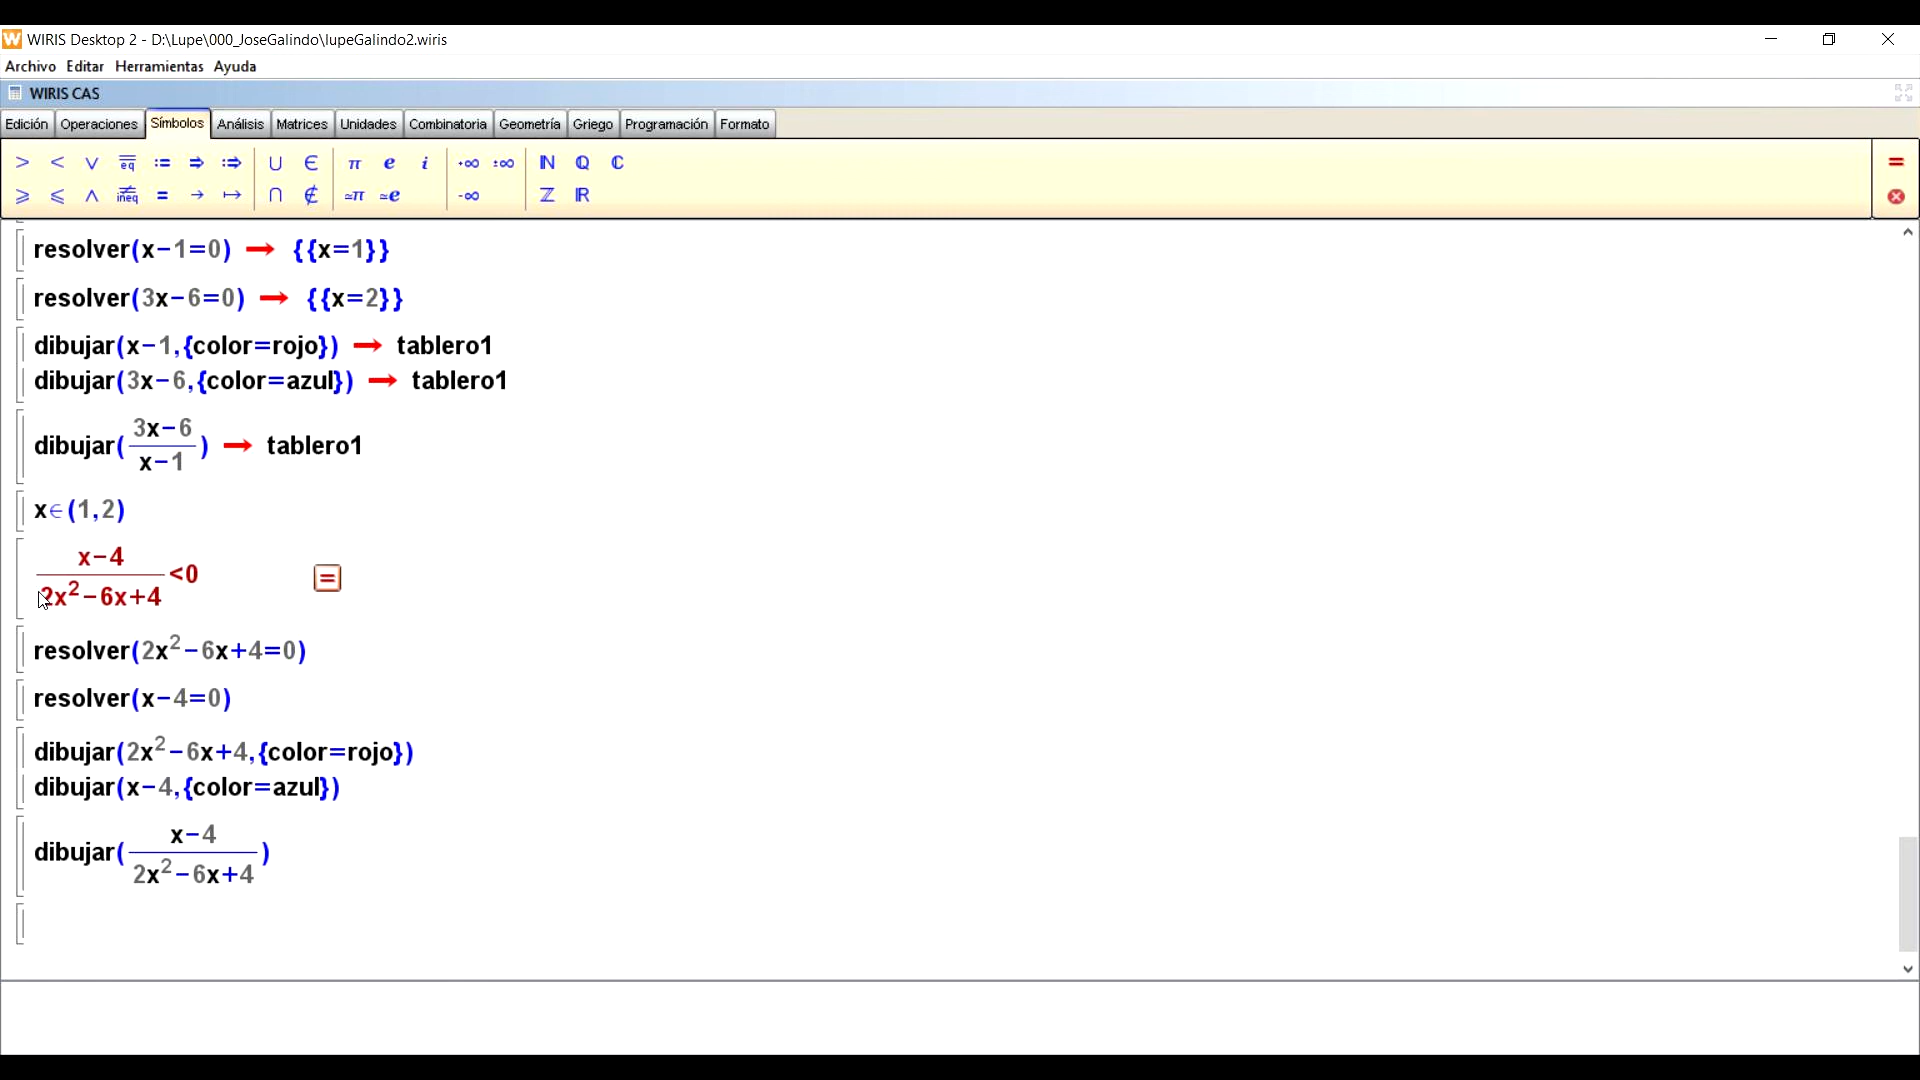 WIRIS Desktop 2 - D:\Lupe\000_JoseGalindo\lupeGalindo2.wiris
Archivo Editar Herramientas Ayuda
WIRIS CAS
Edición Operaciones Símbolos Análisis Matrices Unidades Combinatoria Geometría Griego Programación Formato
> < ∨ eq := ⇒ :⇒ ∪ ∈ π e i +∞ ±∞ ℕ ℚ ℂ =
⩾ ⩽ ∧ ineq = → ↦ ∩ ∉ ≃π ≃e -∞ ℤ ℝ
resolver(x−1=0) → {{x=1}}
resolver(3x−6=0) → {{x=2}}
dibujar(x−1,{color=rojo}) → tablero1
dibujar(3x−6,{color=azul}) → tablero1
dibujar( 3x−6 / x−1 ) → tablero1
x∈(1,2)
x−4 / 2x²−6x+4 <0 =
resolver(2x²−6x+4=0)
resolver(x−4=0)
dibujar(2x²−6x+4,{color=rojo})
dibujar(x−4,{color=azul})
dibujar( x−4 / 2x²−6x+4 )